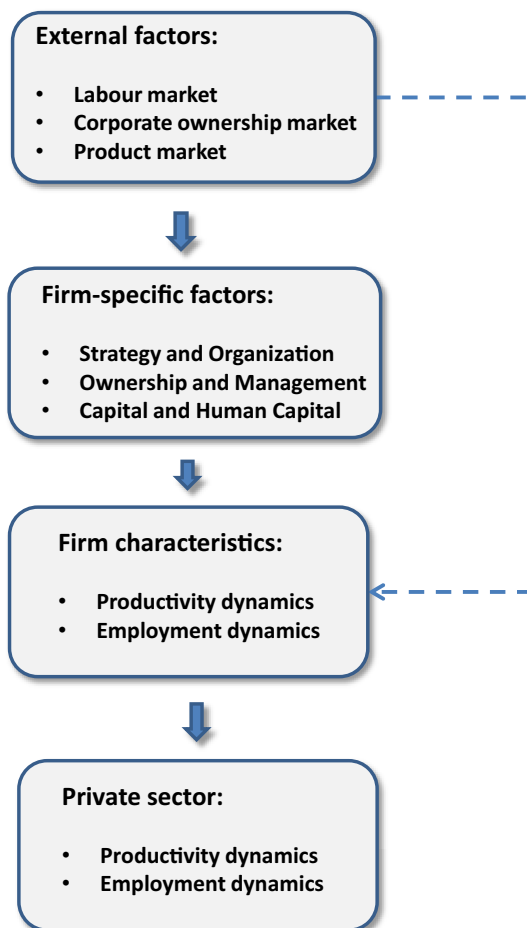 External factors:
• Labour market
• Corporate ownership market
• Product market
Firm-specific factors:
• Strategy and Organization
• Ownership and Management
• Capital and Human Capital
Firm characteristics:
• Productivity dynamics
• Employment dynamics
Private sector:
• Productivity dynamics
• Employment dynamics